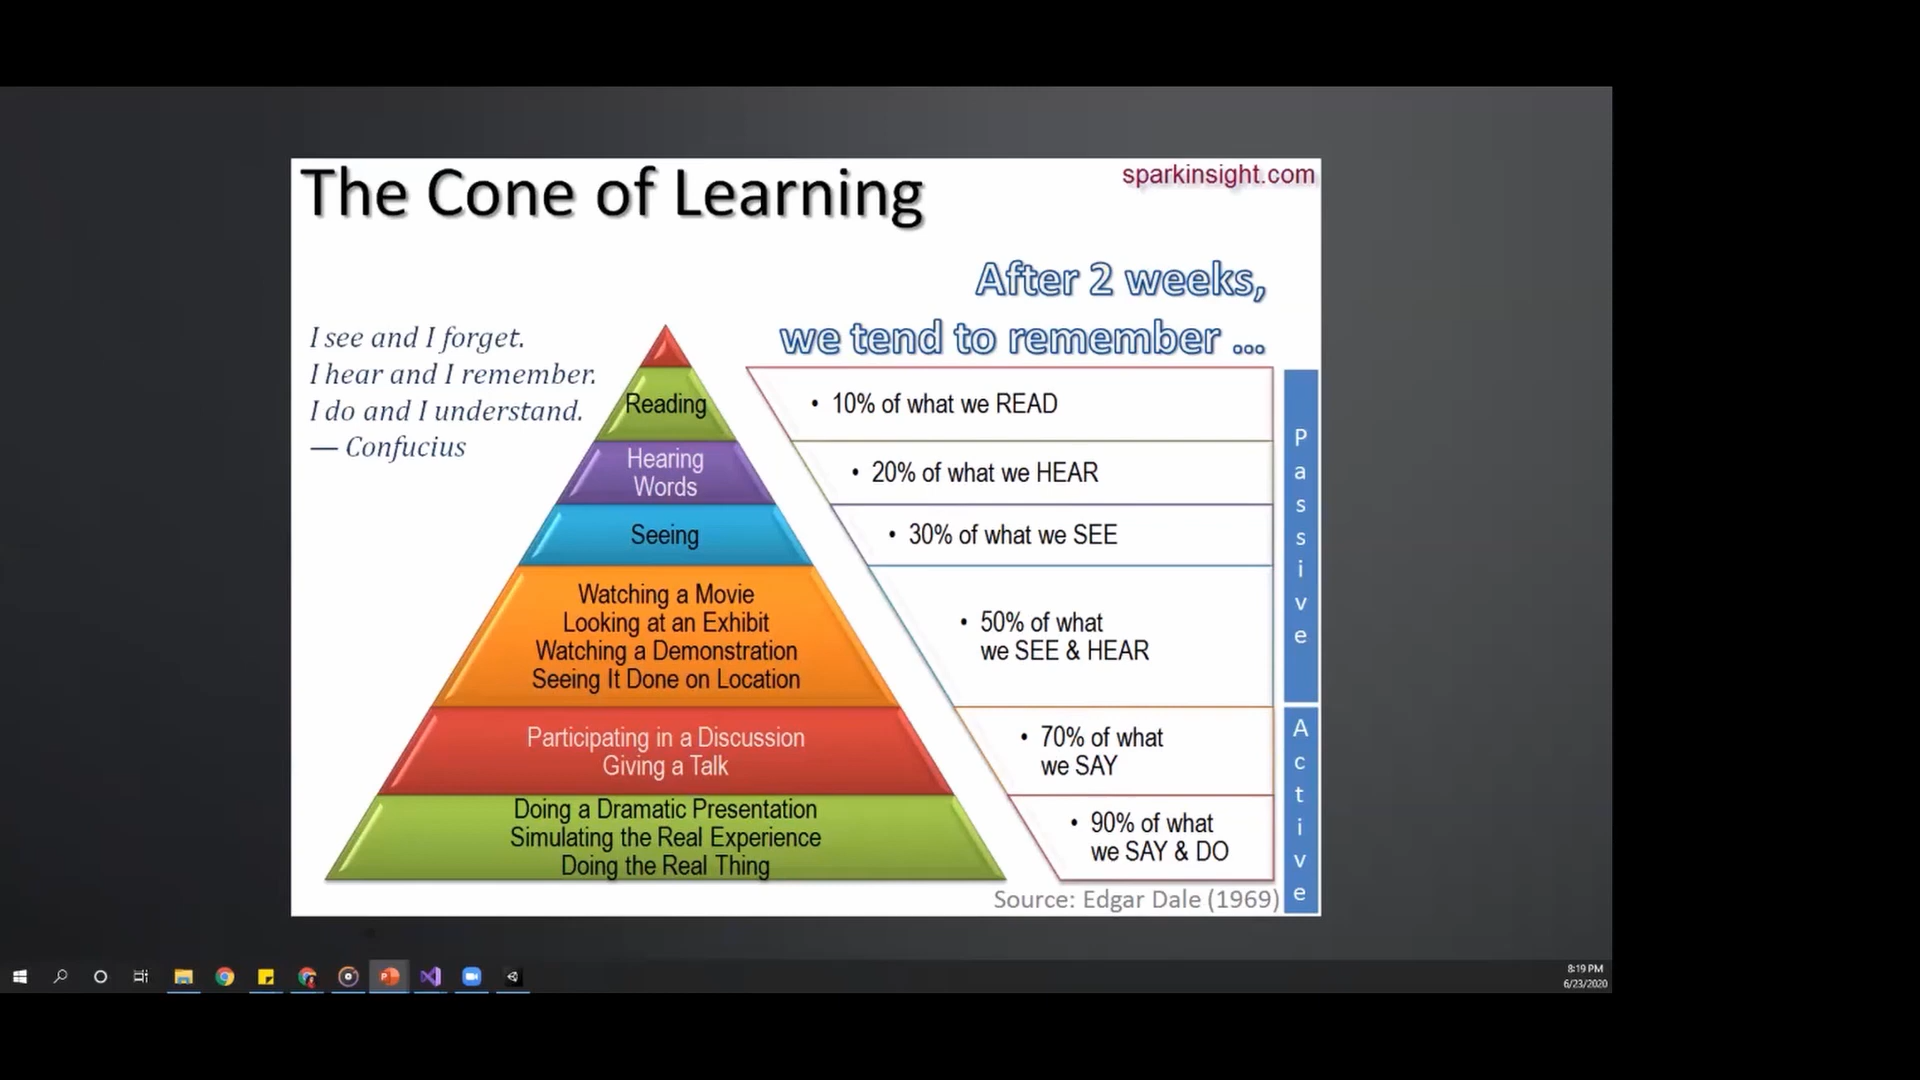 The Cone of Learning
sparkinsight.com
After 2 weeks,
we tend to remember ...
I see and I forget.
I hear and I remember.
I do and I understand.
— Confucius
Reading
• 10% of what we READ
Hearing
Words
• 20% of what we HEAR
Seeing
• 30% of what we SEE
Watching a Movie
Looking at an Exhibit
Watching a Demonstration
Seeing It Done on Location
• 50% of what
we SEE & HEAR
Passive
Participating in a Discussion
Giving a Talk
• 70% of what
we SAY
Doing a Dramatic Presentation
Simulating the Real Experience
Doing the Real Thing
• 90% of what
we SAY & DO
Active
Source: Edgar Dale (1969)
8:19 PM
6/23/2020